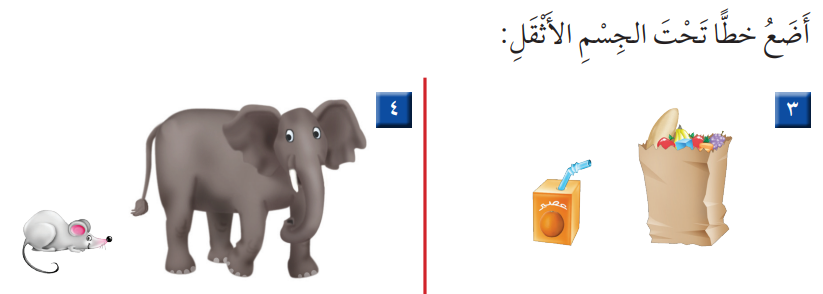 أَضَعُ خطًّا تَحْتَ الجِسْمِ الأَثْقَلِ:
٣
عصير
٤